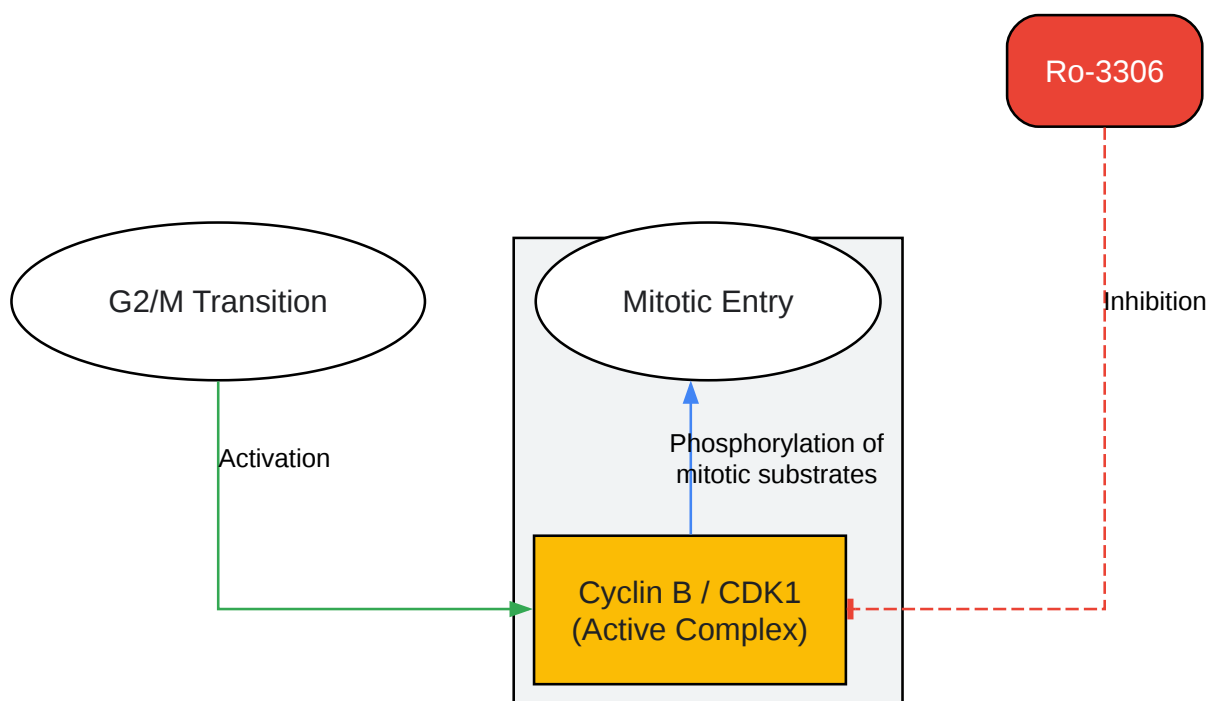 Ro-3306
G2/M Transition
Mitotic Entry
Inhibition
Activation
Phosphorylation of
mitotic substrates
Cyclin B / CDK1
(Active Complex)